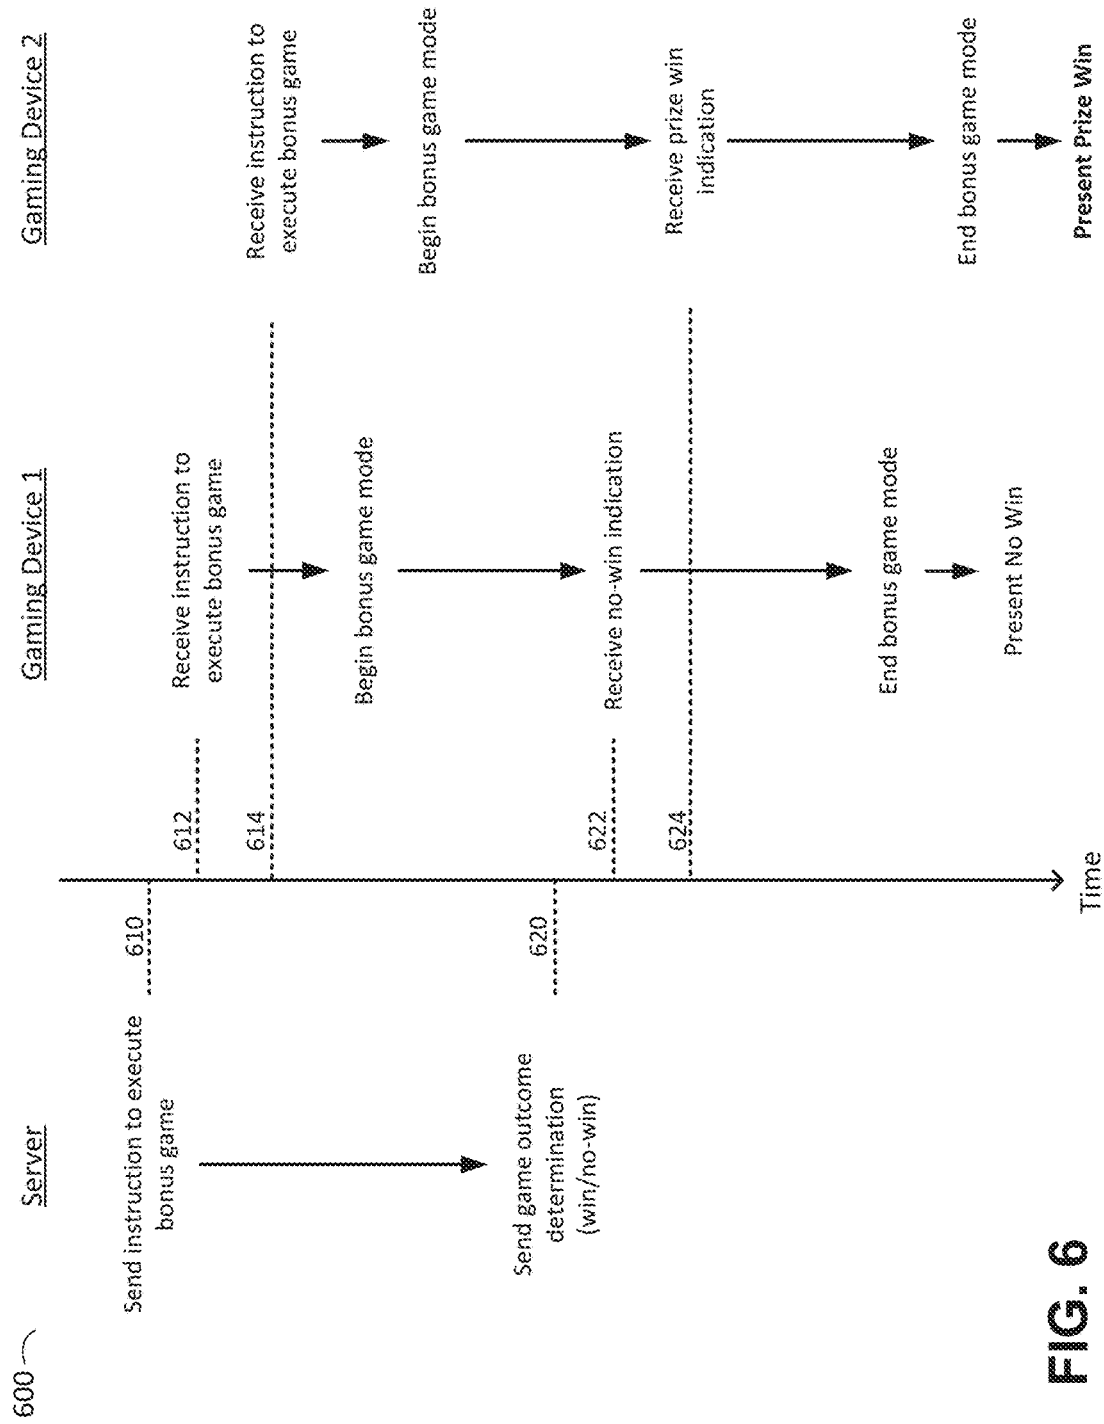 600
Server
Gaming Device 1
Gaming Device 2
Send instruction to execute
bonus game
610
612
Receive instruction to
execute bonus game
614
Receive instruction to
execute bonus game
Begin bonus game mode
Begin bonus game mode
Send game outcome
determination
(win/no-win)
620
622
Receive no-win indication
624
Receive prize win
indication
End bonus game mode
End bonus game mode
Present No Win
Present Prize Win
Time
FIG. 6